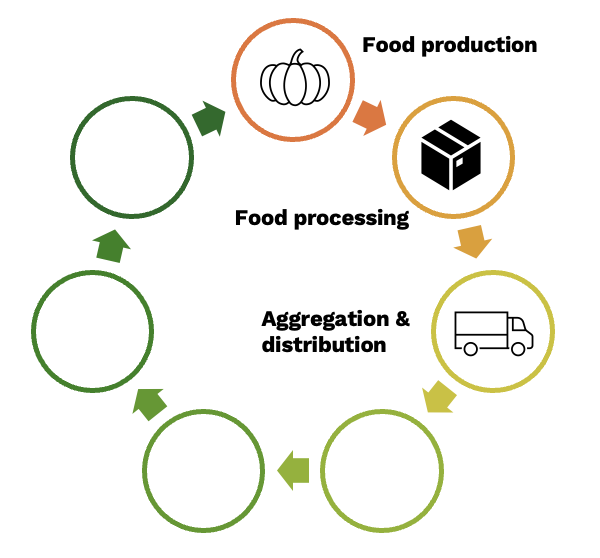 Food production
Food processing
Aggregation &
distribution